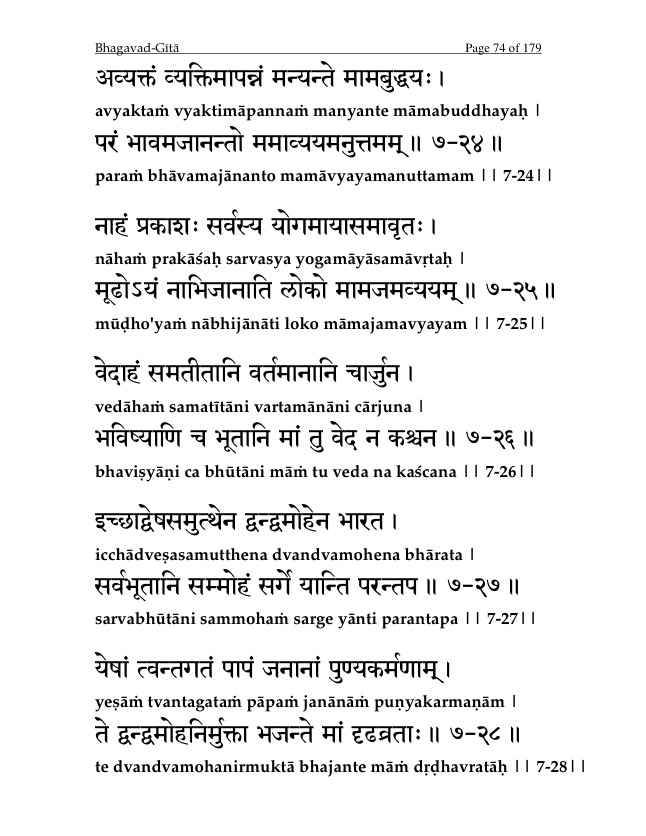 Bhagavad-Gītā Page 74 of 179
अव्यक्तं व्यक्तिमापन्नं मन्यन्ते मामबुद्धयः।
avyaktaṁ vyaktimāpannaṁ manyante māmabuddhayaḥ |
परं भावमजानन्तो ममाव्ययमनुत्तमम्॥ ७-२४॥
paraṁ bhāvamajānanto mamāvyayamanuttamam || 7-24||
नाहं प्रकाशः सर्वस्य योगमायासमावृतः।
nāhaṁ prakāśaḥ sarvasya yogamāyāsamāvṛtaḥ |
मूढोऽयं नाभिजानाति लोको मामजमव्ययम्॥ ७-२५॥
mūḍho'yaṁ nābhijānāti loko māmajamavyayam || 7-25||
वेदाहं समतीतानि वर्तमानानि चार्जुन।
vedāhaṁ samatītāni vartamānāni cārjuna |
भविष्याणि च भूतानि मां तु वेद न कश्चन॥ ७-२६॥
bhaviṣyāṇi ca bhūtāni māṁ tu veda na kaścana || 7-26||
इच्छाद्वेषसमुत्थेन द्वन्द्वमोहेन भारत।
icchādveṣasamutthena dvandvamohena bhārata |
सर्वभूतानि सम्मोहं सर्गे यान्ति परन्तप॥ ७-२७॥
sarvabhūtāni sammohaṁ sarge yānti parantapa || 7-27||
येषां त्वन्तगतं पापं जनानां पुण्यकर्मणाम्।
yeṣāṁ tvantagataṁ pāpaṁ janānāṁ puṇyakarmaṇām |
ते द्वन्द्वमोहनिर्मुक्ता भजन्ते मां दृढव्रताः॥ ७-२८॥
te dvandvamohanirmuktā bhajante māṁ dṛḍhavratāḥ || 7-28||